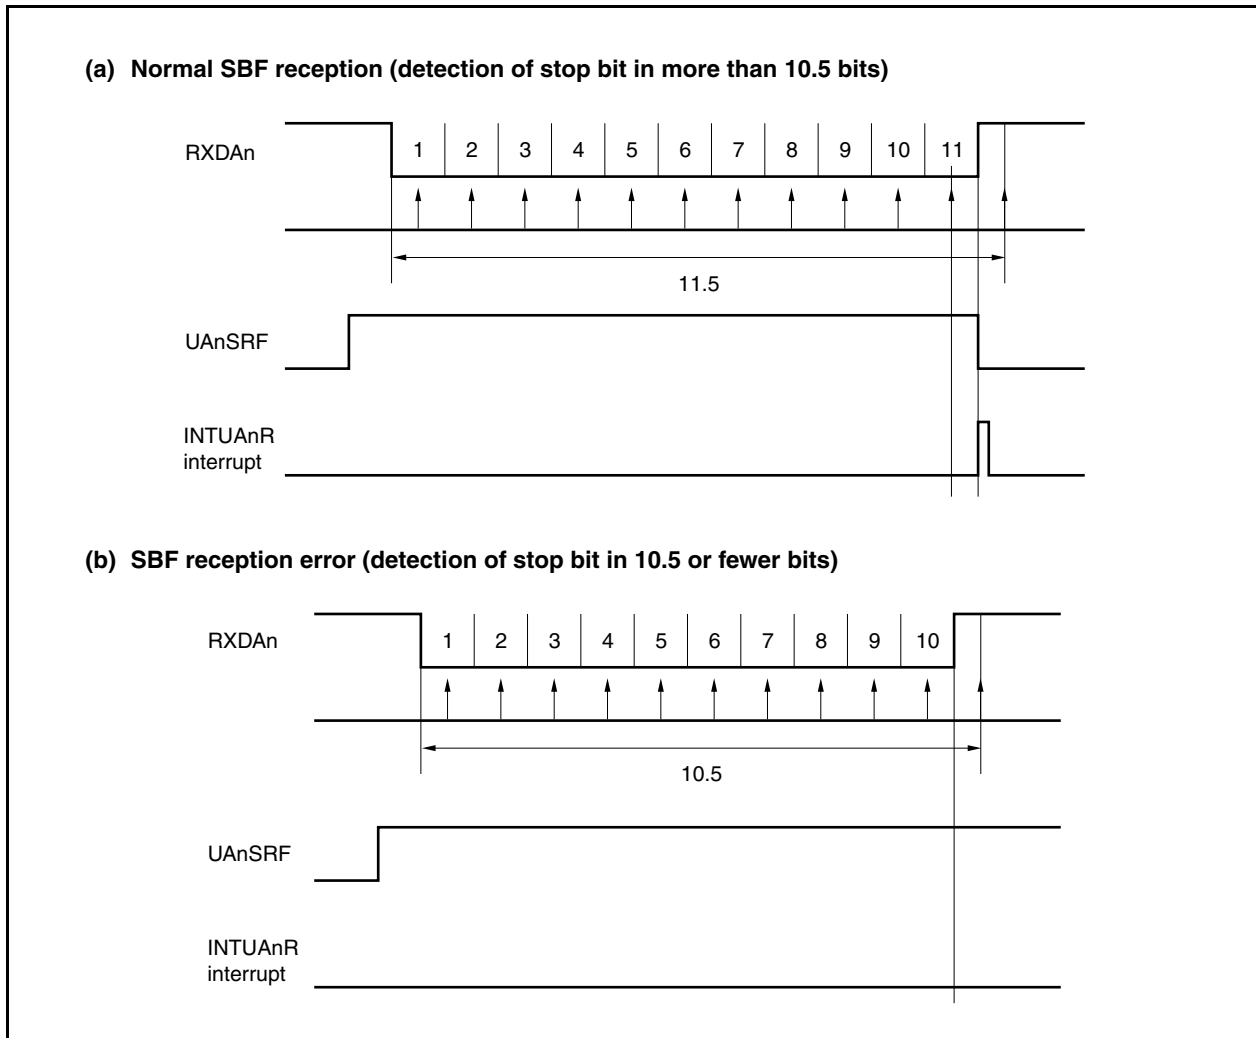 (a) Normal SBF reception (detection of stop bit in more than 10.5 bits)
RXDAn
1 2 3 4 5 6 7 8 9 10 11
11.5
UAnSRF
INTUAnR
interrupt
(b) SBF reception error (detection of stop bit in 10.5 or fewer bits)
RXDAn
1 2 3 4 5 6 7 8 9 10
10.5
UAnSRF
INTUAnR
interrupt